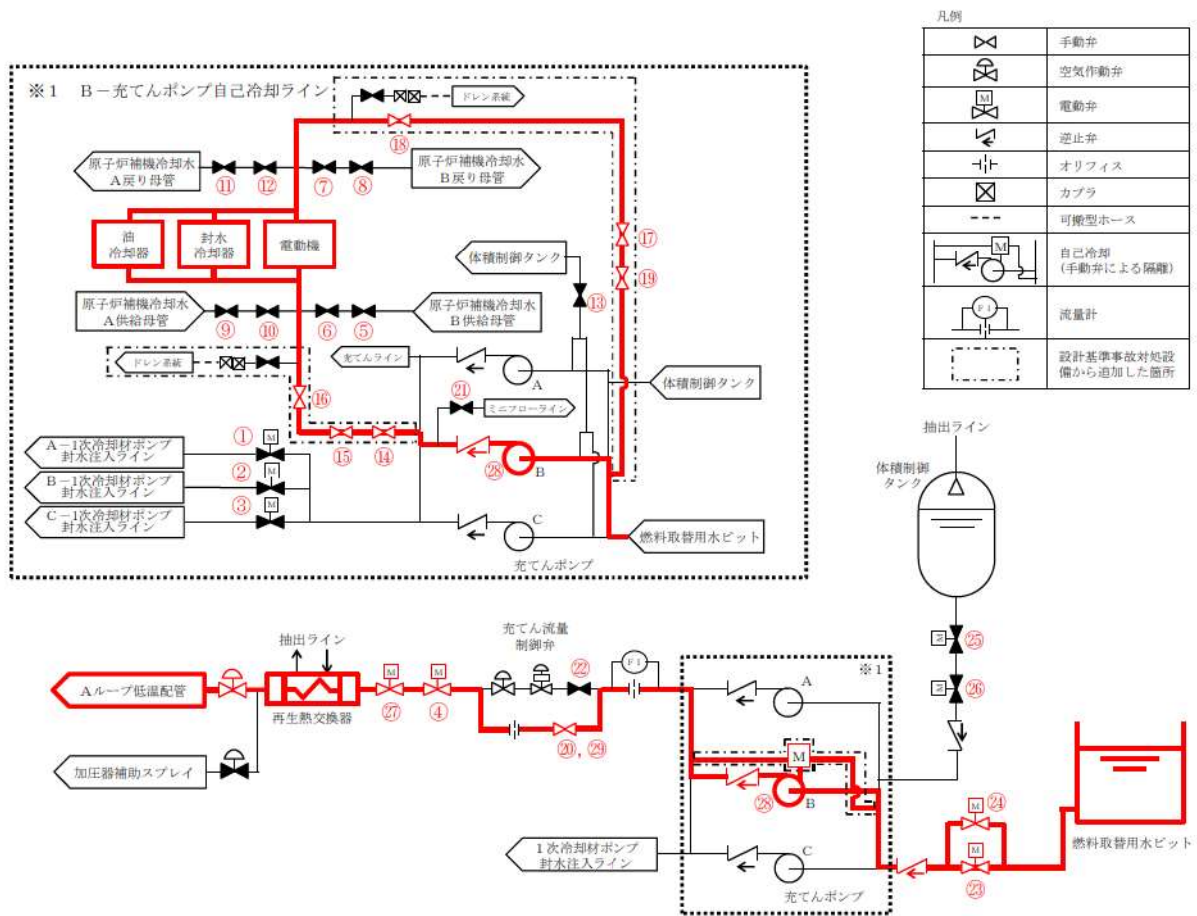 凡例
手動弁
空気作動弁
M
電動弁
逆止弁
オリフィス
カプラ
可搬型ホース
M
自己冷却
(手動弁による隔離)
FI
流量計
設計基準事故対処設
備から追加した箇所
※1 B-充てんポンプ自己冷却ライン
ドレン系統
⑱
原子炉補機冷却水
A戻り母管
⑪
⑫
⑦
⑧
原子炉補機冷却水
B戻り母管
油
冷却器
封水
冷却器
電動機
⑰
体積制御タンク
⑲
⑬
原子炉補機冷却水
A供給母管
⑨
⑩
⑥
⑤
原子炉補機冷却水
B供給母管
ドレン系統
充てんライン
A
体積制御タンク
⑯
㉑
ミニフローライン
①
M
A-1次冷却材ポンプ
封水注入ライン
⑮
⑭
㉘
B
②
M
B-1次冷却材ポンプ
封水注入ライン
③
M
C-1次冷却材ポンプ
封水注入ライン
C
燃料取替用水ピット
充てんポンプ
抽出ライン
体積制御
タンク
M
㉕
M
㉖
抽出ライン
充てん流量
制御弁
FI
※1
Aループ低温配管
再生熱交換器
M
㉗
M
④
㉒
⑳, ㉙
A
M
㉘
B
加圧器補助スプレイ
1次冷却材ポンプ
封水注入ライン
C
充てんポンプ
M
㉔
M
㉓
燃料取替用水ピット